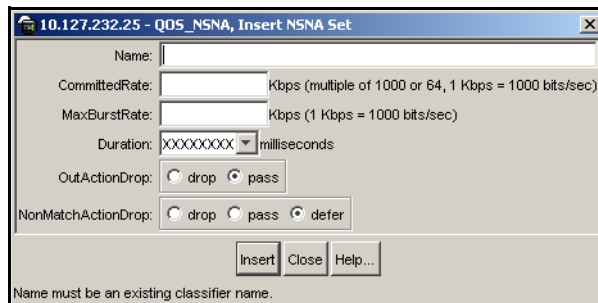 10.127.232.25 - QOS_NSNA, Insert NSNA Set
Name:
CommittedRate: Kbps (multiple of 1000 or 64, 1 Kbps = 1000 bits/sec)
MaxBurstRate: Kbps (1 Kbps = 1000 bits/sec)
Duration: XXXXXXXX milliseconds
OutActionDrop: drop pass
NonMatchActionDrop: drop pass defer
Insert Close Help...
Name must be an existing classifier name.